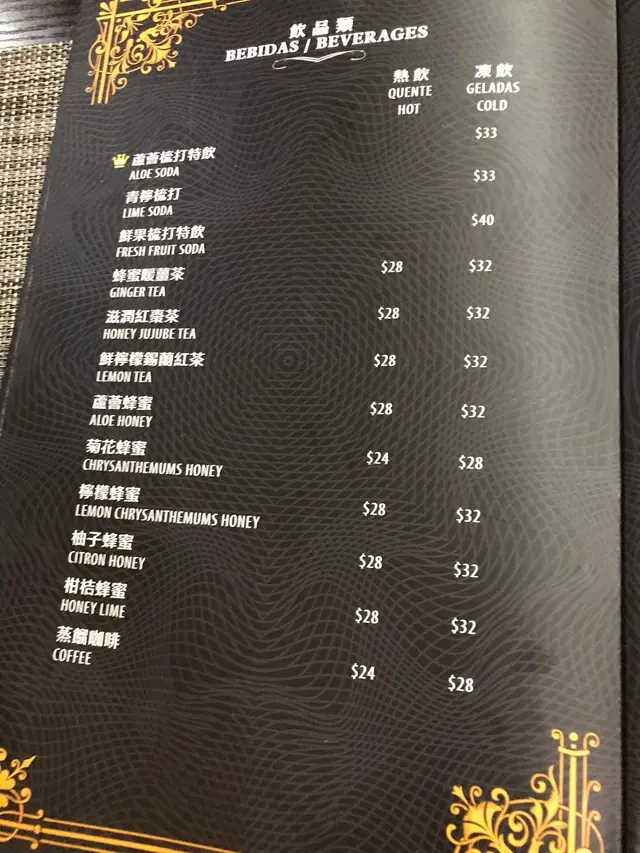 飲品類
BEBIDAS / BEVERAGES
熱飲 凍飲
QUENTE GELADAS
HOT COLD
蘆薈梳打特飲 $33
ALOE SODA
青檸梳打 $33
LIME SODA
鮮果梳打特飲 $40
FRESH FRUIT SODA
蜂蜜暖薑茶 $28 $32
GINGER TEA
滋潤紅棗茶 $28 $32
HONEY JUJUBE TEA
鮮檸檬錫蘭紅茶 $28 $32
LEMON TEA
蘆薈蜂蜜 $28 $32
ALOE HONEY
菊花蜂蜜 $24 $28
CHRYSANTHEMUMS HONEY
檸檬蜂蜜 $28 $32
LEMON CHRYSANTHEMUMS HONEY
柚子蜂蜜 $28 $32
CITRON HONEY
柑桔蜂蜜 $28 $32
HONEY LIME
蒸餾咖啡 $24 $28
COFFEE